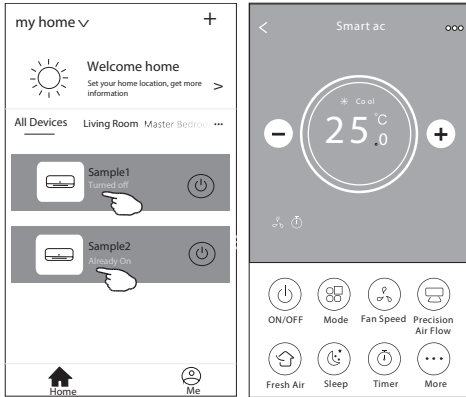 my home
Welcome home
Set your home location, get more
information
All Devices
Living Room
Master Bedroo
Sample1
Turned off
Sample2
Already On
Home
Me
Smart ac
Cool
25.0 °C
ON/OFF
Mode
Fan Speed
Precision
Air Flow
Fresh Air
Sleep
Timer
More